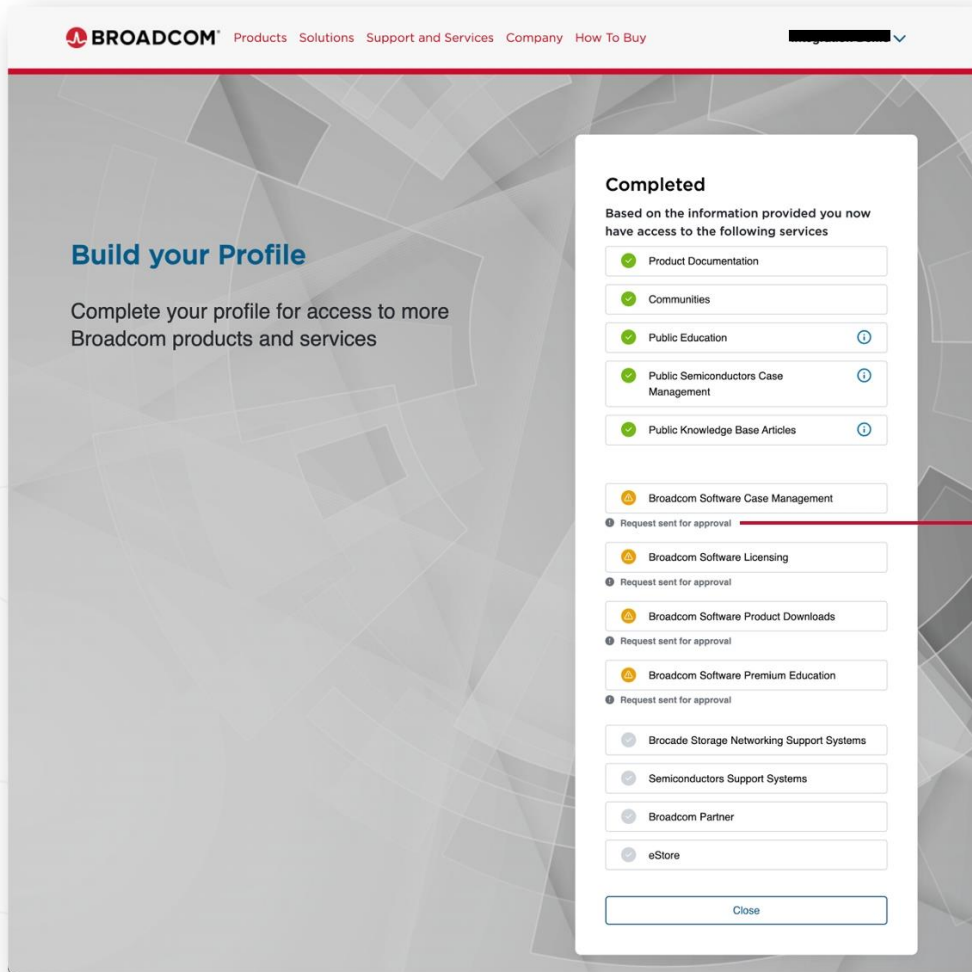 BROADCOM® Products Solutions Support and Services Company How To Buy
Build your Profile
Complete your profile for access to more
Broadcom products and services
Completed
Based on the information provided you now
have access to the following services
Product Documentation
Communities
Public Education
Public Semiconductors Case
Management
Public Knowledge Base Articles
Broadcom Software Case Management
Request sent for approval
Broadcom Software Licensing
Request sent for approval
Broadcom Software Product Downloads
Request sent for approval
Broadcom Software Premium Education
Request sent for approval
Brocade Storage Networking Support Systems
Semiconductors Support Systems
Broadcom Partner
eStore
Close